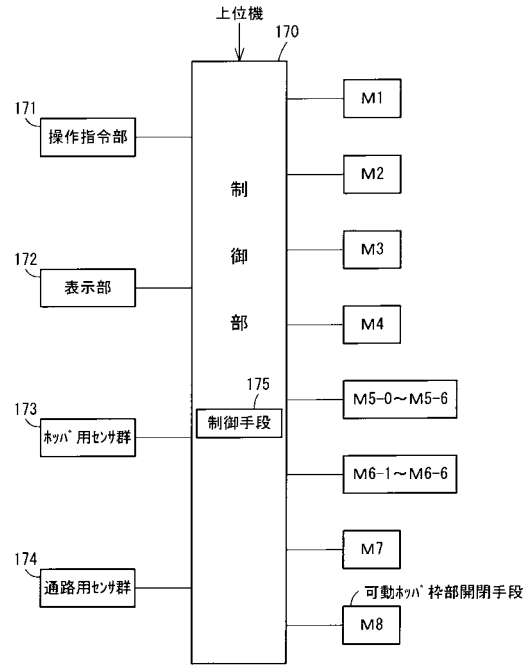 上位機
170
171
操作指令部
172
表示部
173
ﾎｯﾊﾟ用ｾﾝｻ群
174
通路用ｾﾝｻ群
制
御
部
175
制御手段
M1
M2
M3
M4
M5-0～M5-6
M6-1～M6-6
M7
可動ﾎｯﾊﾟ枠部開閉手段
M8